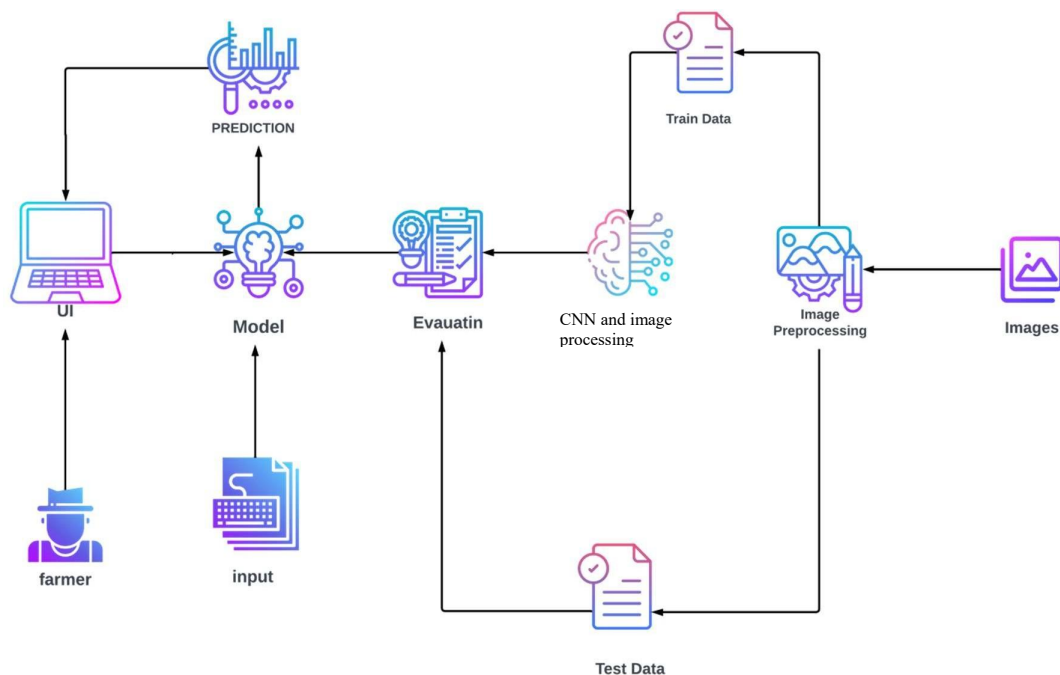 Train Data
PREDICTION
UI
Model
Evauatin
CNN and image
processing
Image
Preprocessing
Images
farmer
input
Test Data